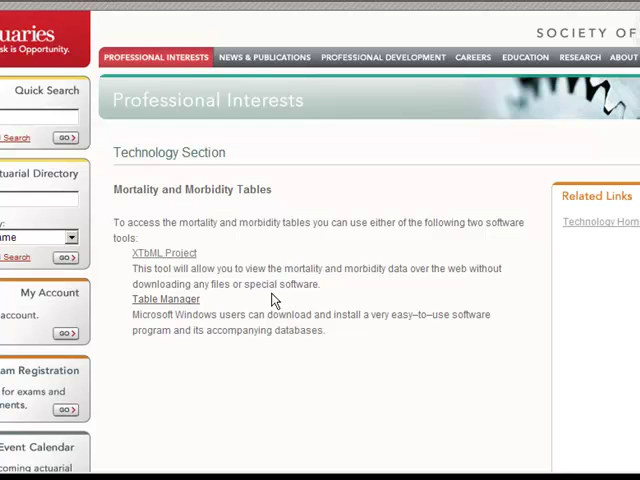 uaries
sk is Opportunity.
SOCIETY OF
PROFESSIONAL INTERESTS NEWS & PUBLICATIONS PROFESSIONAL DEVELOPMENT CAREERS EDUCATION RESEARCH ABOUT
Quick Search
Search
GO
tuarial Directory
y:
ame
Search
GO
My Account
account.
GO
am Registration
for exams and
ments,
GO
Event Calendar
coming actuarial
Professional Interests
Technology Section
Mortality and Morbidity Tables
To access the mortality and morbidity tables you can use either of the following two software
tools:
XTbML Project
This tool will allow you to view the mortality and morbidity data over the web without
downloading any files or special software.
Table Manager
Microsoft Windows users can download and install a very easy–to–use software
program and its accompanying databases.
Related Links
Technology Hom